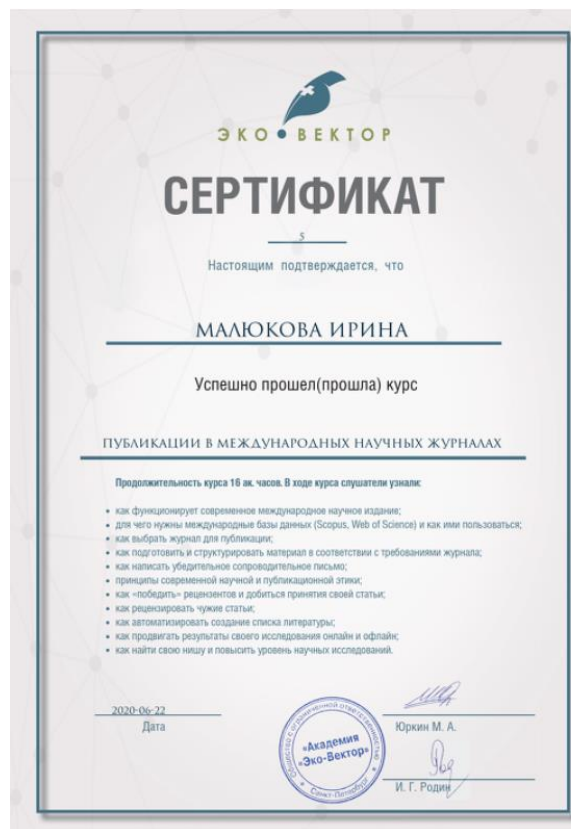 ЭКО ВЕКТОР
СЕРТИФИКАТ
5
Настоящим подтверждается, что
МАЛЮКОВА ИРИНА
Успешно прошел(прошла) курс
ПУБЛИКАЦИИ В МЕЖДУНАРОДНЫХ НАУЧНЫХ ЖУРНАЛАХ
Продолжительность курса 16 ак. часов. В ходе курса слушатели узнали:
• как функционирует современное международное научное издание;
• для чего нужны международные базы данных (Scopus, Web of Science) и как ими пользоваться;
• как выбрать журнал для публикации;
• как подготовить и структурировать материал в соответствии с требованиями журнала;
• как написать убедительное сопроводительное письмо;
• принципы современной научной и публикационной этики;
• как «победить» рецензентов и добиться принятия своей статьи;
• как рецензировать чужие статьи;
• как автоматизировать создание списка литературы;
• как продвигать результаты своего исследования онлайн и офлайн;
• как найти свою нишу и повысить уровень научных исследований.
2020-06-22
Дата
Общество с ограниченной ответственностью
«Академия
«Эко-Вектор»
Санкт-Петербург
Юркин М. А.
И. Г. Родин